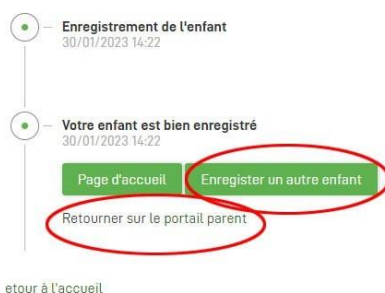 Enregistrement de l'enfant
30/01/2023 14:22
Votre enfant est bien enregistré
30/01/2023 14:22
Page d'accueil Enregister un autre enfant
Retourner sur le portail parent
etour à l'accueil